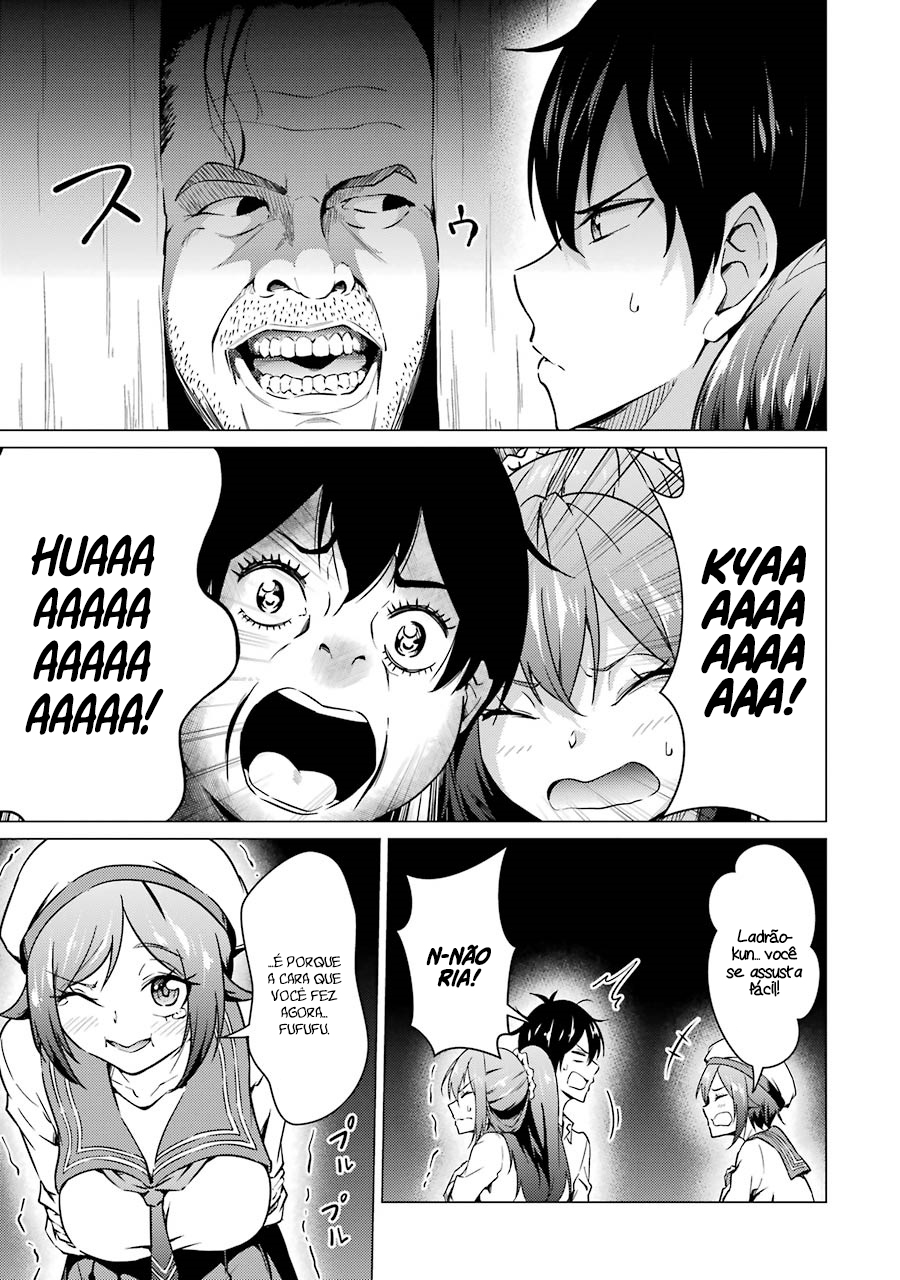 スゥ
KYAA
AAAA
AAAA
AAA!
HUAAA
AAAAA
AAAAA
AAAAA!
Ladrão-
kun... você
se assusta
fácil!
N-NÃO
RIA!
...É PORQUE
A CARA QUE
VOCÊ FEZ
AGORA...
FUFUFU.
プル
プル